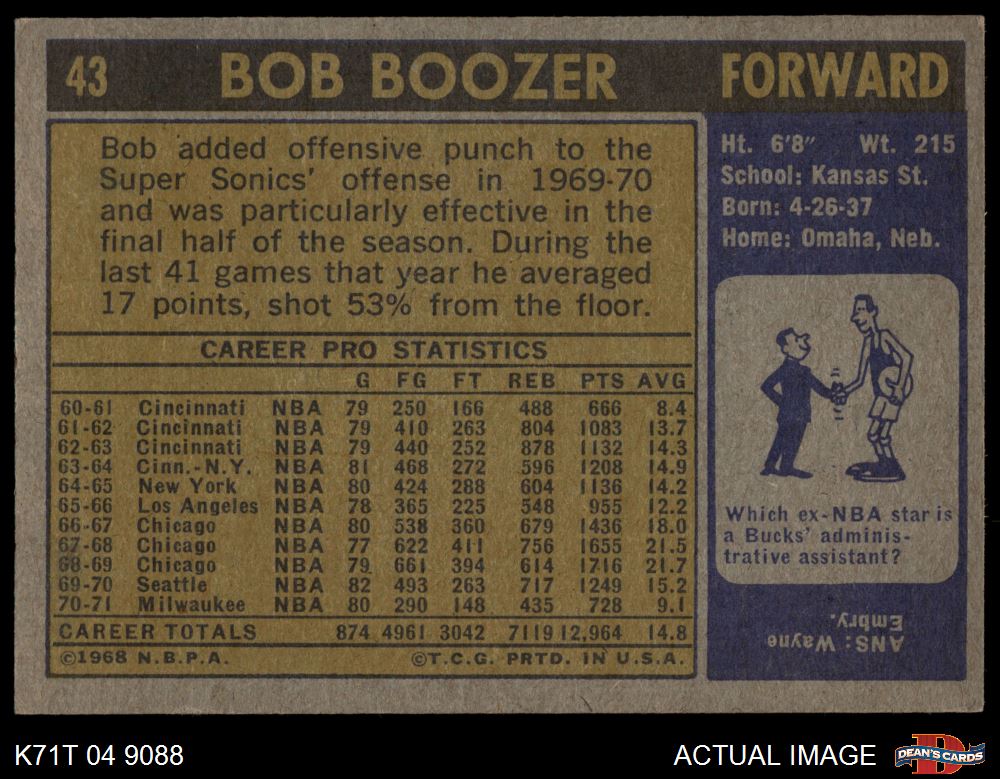 43 BOB BOOZER FORWARD
Bob added offensive punch to the
Super Sonics' offense in 1969-70
and was particularly effective in the
final half of the season. During the
last 41 games that year he averaged
17 points, shot 53% from the floor.
CAREER PRO STATISTICS
G FG FT REB PTS AVG
60-61 Cincinnati NBA 79 250 166 488 666 8.4
61-62 Cincinnati NBA 79 410 263 804 1083 13.7
62-63 Cincinnati NBA 79 440 252 878 1132 14.3
63-64 Cinn.-N.Y. NBA 81 468 272 596 1208 14.9
64-65 New York NBA 80 424 288 604 1136 14.2
65-66 Los Angeles NBA 78 365 225 548 955 12.2
66-67 Chicago NBA 80 538 360 679 1436 18.0
67-68 Chicago NBA 77 622 411 756 1655 21.5
68-69 Chicago NBA 79 661 394 614 1716 21.7
69-70 Seattle NBA 82 493 263 717 1249 15.2
70-71 Milwaukee NBA 80 290 148 435 728 9.1
CAREER TOTALS 874 4961 3042 7119 12,964 14.8
©1968 N.B.P.A. ©T.C.G. PRTD. IN U.S.A.
Ht. 6'8" Wt. 215
School: Kansas St.
Born: 4-26-37
Home: Omaha, Neb.
Which ex-NBA star is
a Bucks' adminis-
trative assistant?
ANS: Wayne
Embry.
K71T 04 9088 ACTUAL IMAGE DEAN'S CARDS